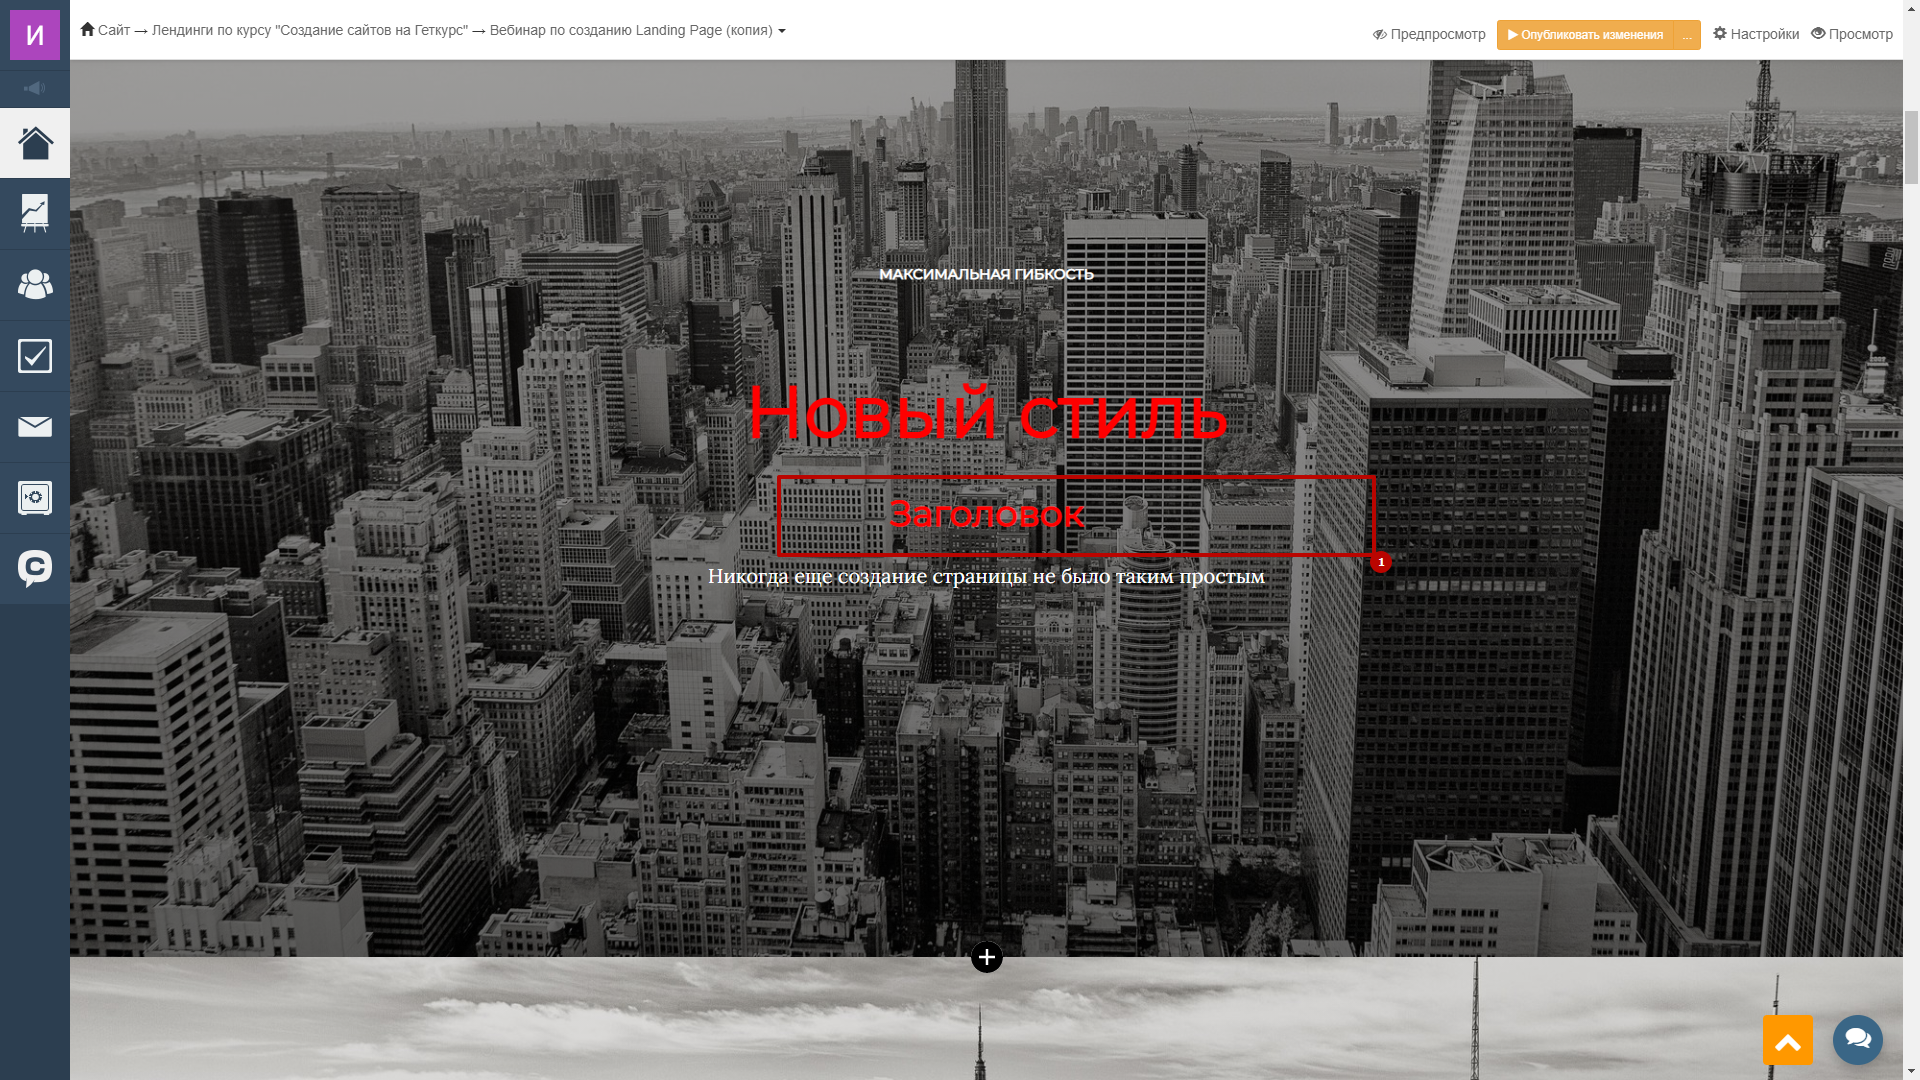 И
Сайт → Лендинги по курсу "Создание сайтов на Геткурс" → Вебинар по созданию Landing Page (копия)
Предпросмотр
Опубликовать изменения
...
Настройки
Просмотр
МАКСИМАЛЬНАЯ ГИБКОСТЬ
Новый стиль
Заголовок
1
Никогда еще создание страницы не было таким простым